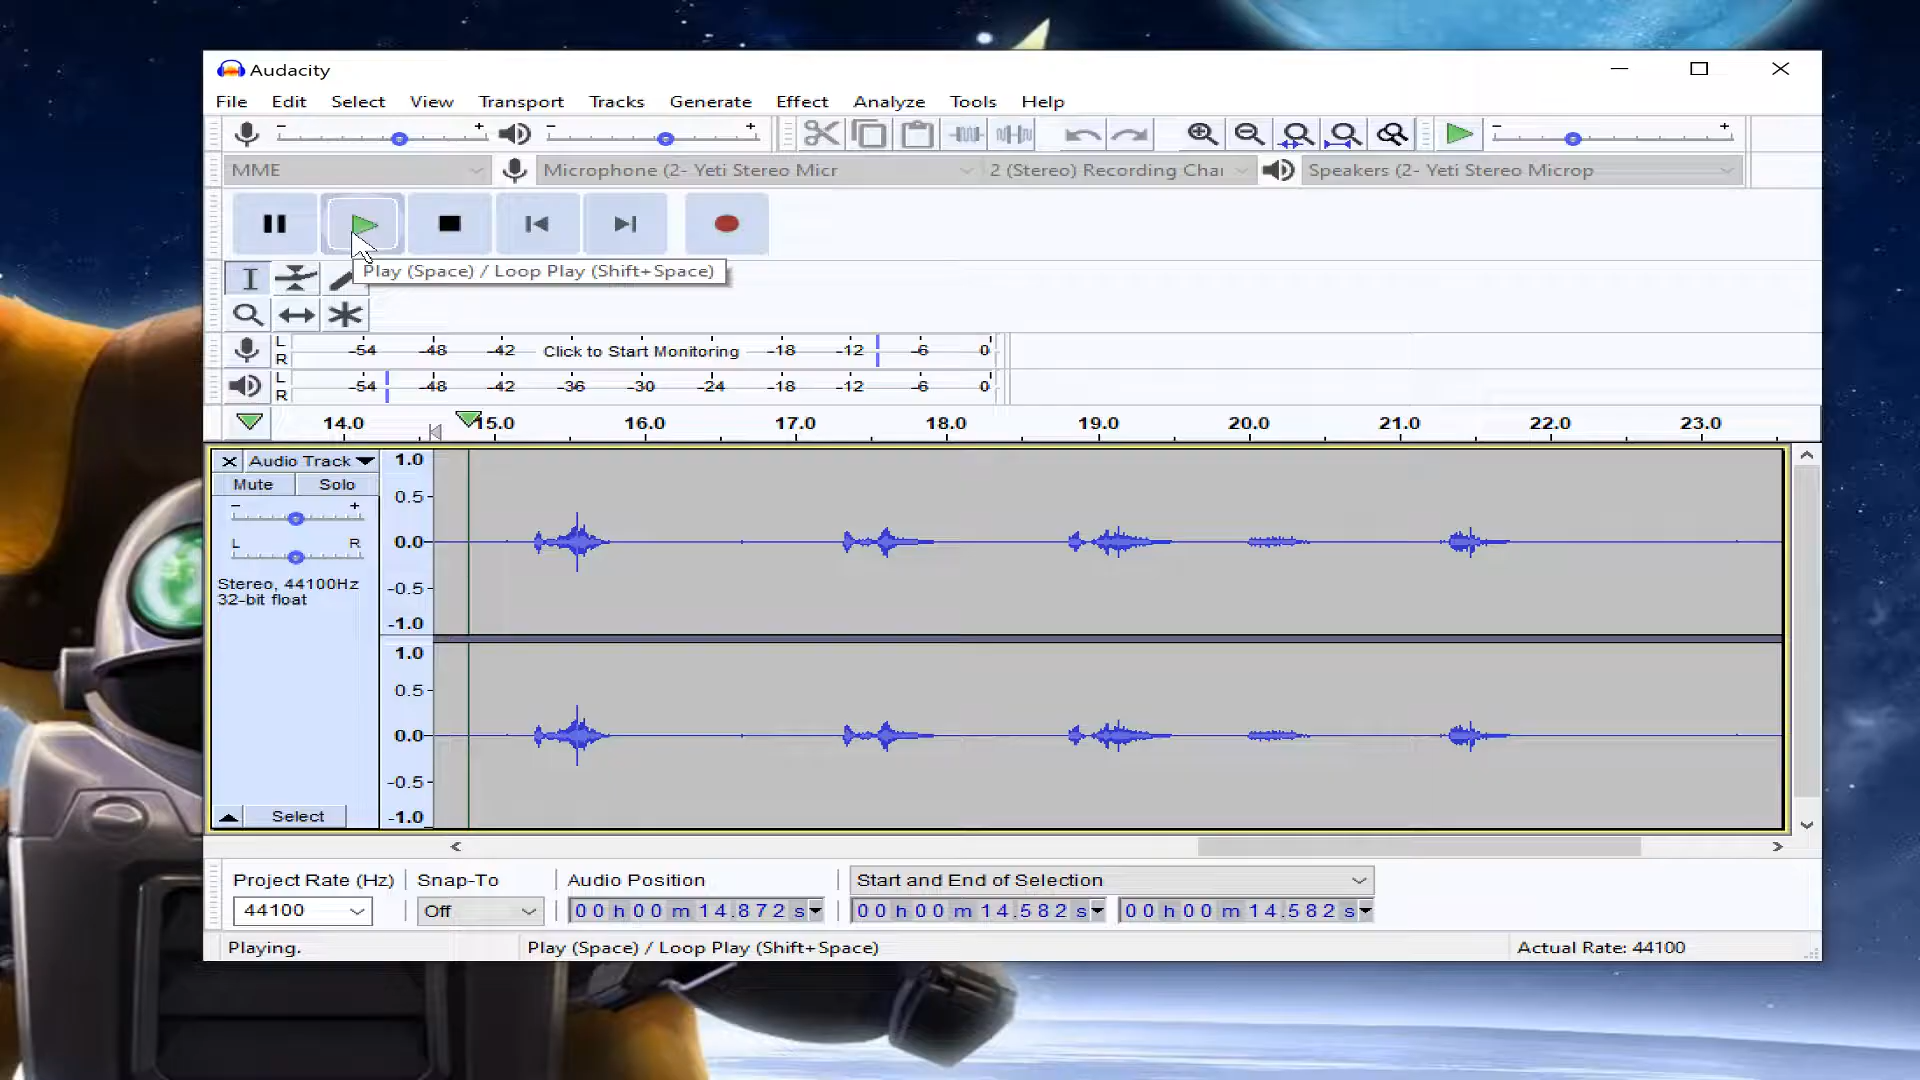 Audacity
File Edit Select View Transport Tracks Generate Effect Analyze Tools Help
- + - + - +
MME Microphone (2- Yeti Stereo Micr 2 (Stereo) Recording Chai Speakers (2- Yeti Stereo Microp
Play (Space) / Loop Play (Shift+Space)
L R -54 -48 -42 Click to Start Monitoring -18 -12 -6 0
L R -54 -48 -42 -36 -30 -24 -18 -12 -6 0
14.0 15.0 16.0 17.0 18.0 19.0 20.0 21.0 22.0 23.0
Audio Track 1.0
Mute Solo
- + 0.5
L R 0.0
Stereo, 44100Hz -0.5
32-bit float
-1.0
1.0
0.5
0.0
-0.5
Select -1.0
Project Rate (Hz) Snap-To Audio Position Start and End of Selection
44100 Off 00 h 00 m 14.872 s 00 h 00 m 14.582 s 00 h 00 m 14.582 s
Playing. Play (Space) / Loop Play (Shift+Space) Actual Rate: 44100